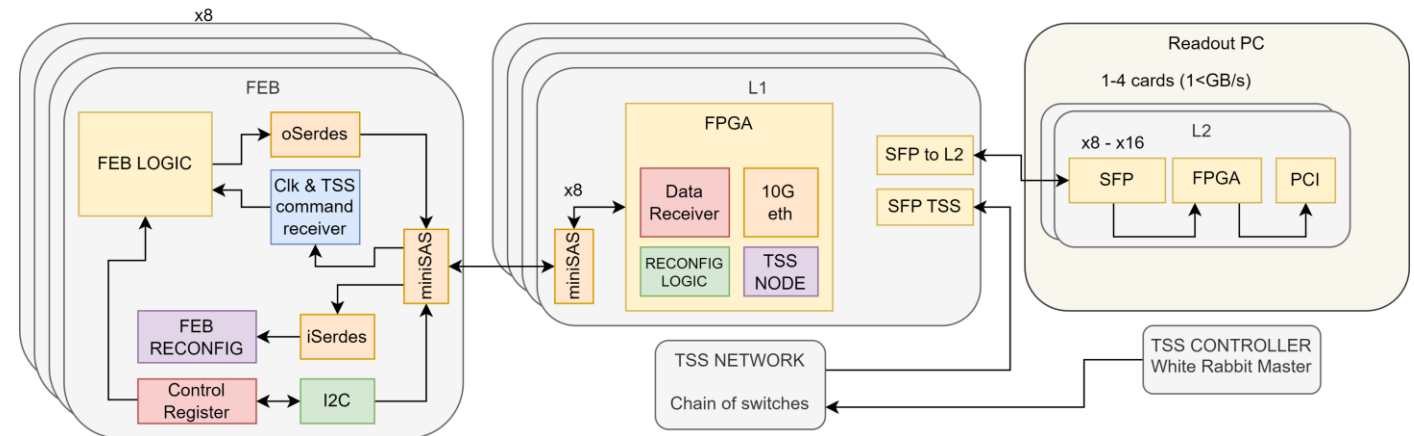 x8
FEB
FEB LOGIC
oSerdes
Clk & TSS
command
receiver
miniSAS
FEB
RECONFIG
iSerdes
Control
Register
I2C
L1
FPGA
x8
miniSAS
Data
Receiver
10G
eth
RECONFIG
LOGIC
TSS
NODE
SFP to L2
SFP TSS
Readout PC
1-4 cards (1<GB/s)
L2
x8 - x16
SFP
FPGA
PCI
TSS NETWORK
Chain of switches
TSS CONTROLLER
White Rabbit Master